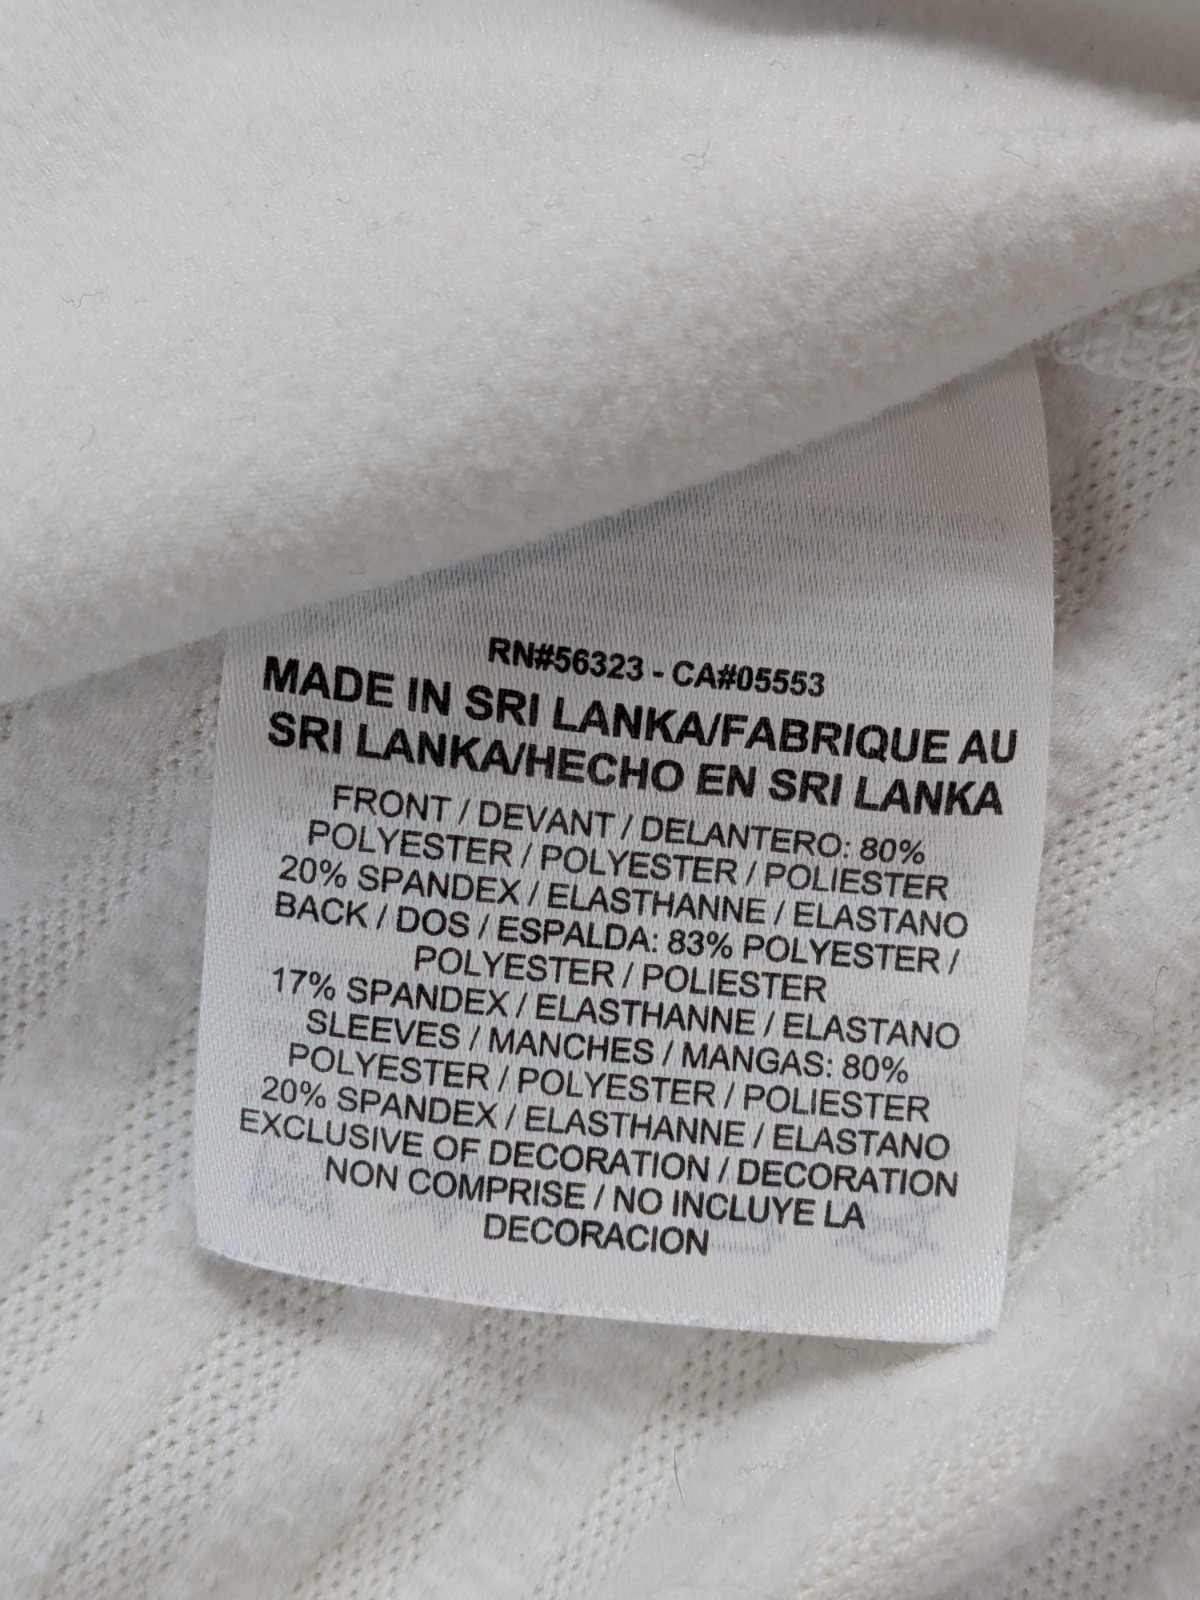 RN#56323 - CA#05553
MADE IN SRI LANKA/FABRIQUE AU
SRI LANKA/HECHO EN SRI LANKA
FRONT / DEVANT / DELANTERO: 80%
POLYESTER / POLYESTER / POLIESTER
20% SPANDEX / ELASTHANNE / ELASTANO
BACK / DOS / ESPALDA: 83% POLYESTER /
POLYESTER / POLIESTER
17% SPANDEX / ELASTHANNE / ELASTANO
SLEEVES / MANCHES / MANGAS: 80%
POLYESTER / POLYESTER / POLIESTER
20% SPANDEX / ELASTHANNE / ELASTANO
EXCLUSIVE OF DECORATION / DECORATION
NON COMPRISE / NO INCLUYE LA
DECORACION